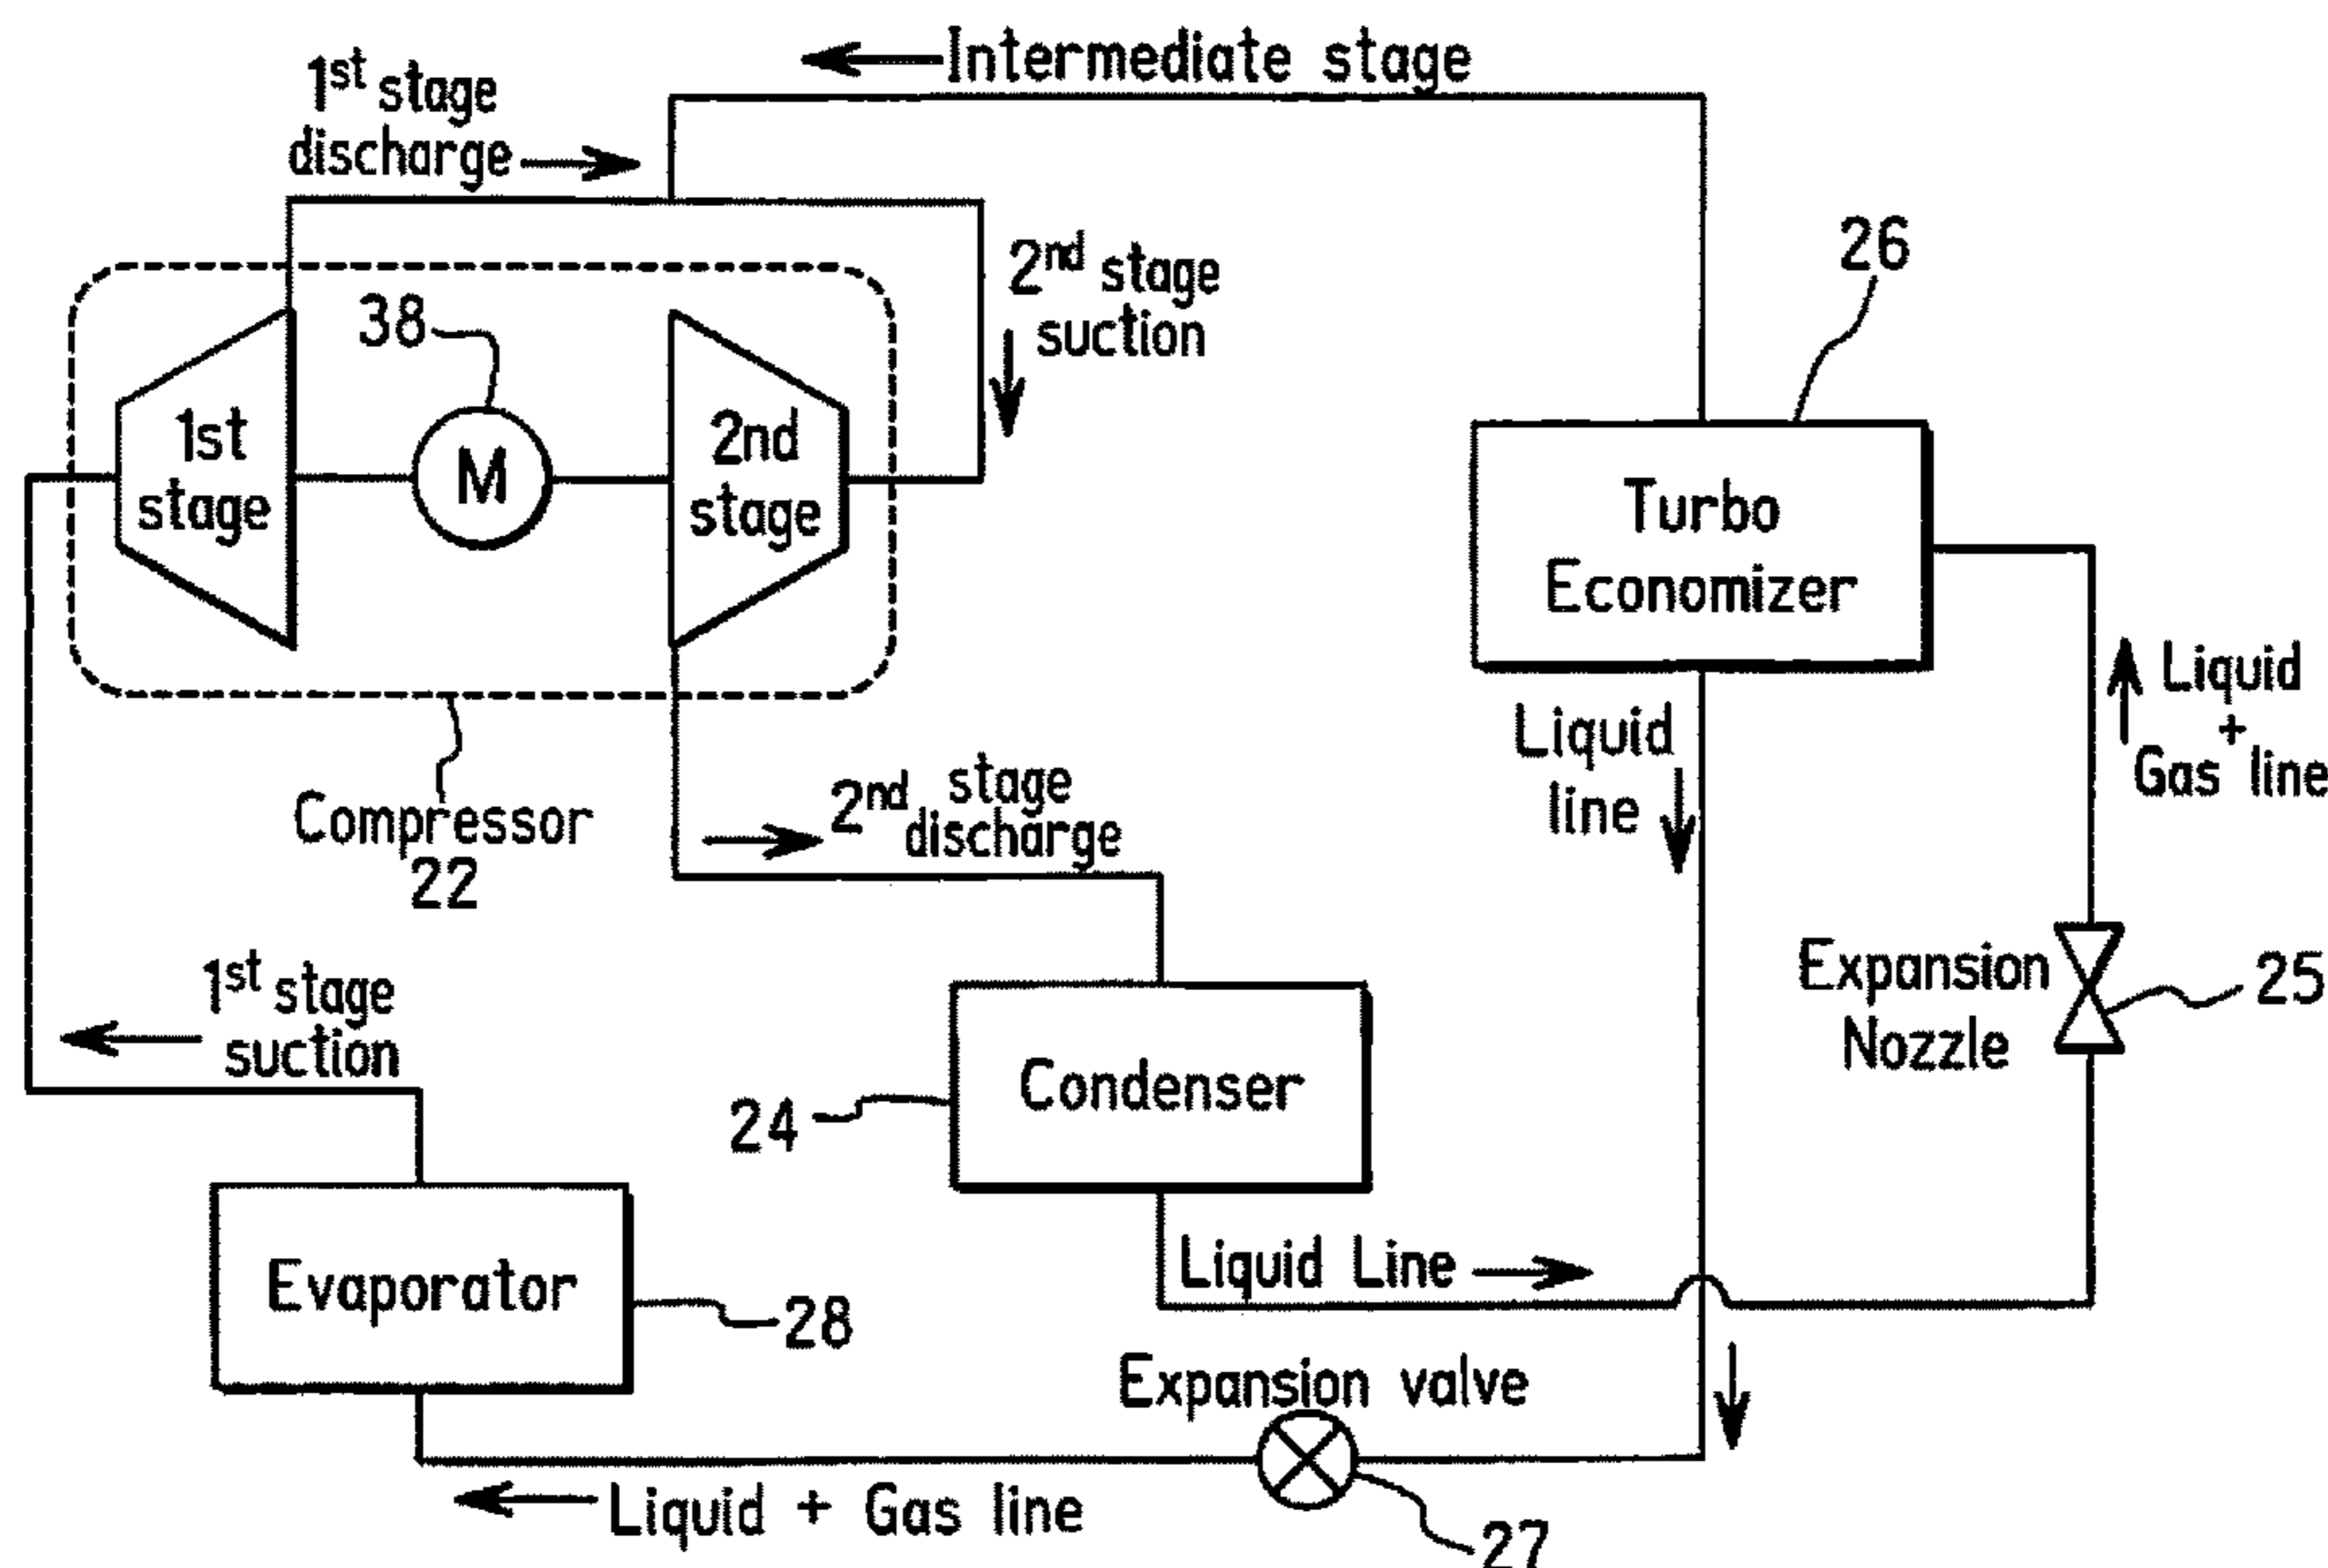 Intermediate stage
1st stage
discharge
2nd stage
suction
26
38
1st
stage
M
2nd
stage
Turbo
Economizer
Liquid
+
Gas line
Liquid
line
2nd stage
discharge
Compressor
22
Expansion
Nozzle
25
1st stage
suction
Condenser
24
Liquid Line
Evaporator
28
Expansion valve
Liquid + Gas line
27